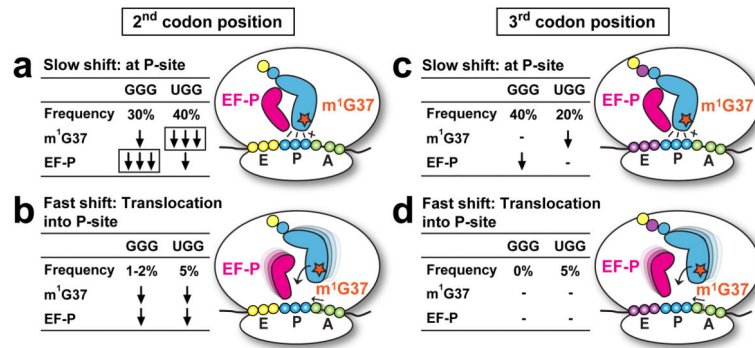 2nd codon position
3rd codon position
a Slow shift: at P-site
GGG UGG
Frequency 30% 40%
m1G37 ↓ ↓↓↓
EF-P ↓↓↓ ↓
EF-P
m1G37
E P A
c Slow shift: at P-site
GGG UGG
Frequency 40% 20%
m1G37 - ↓
EF-P ↓ -
EF-P
m1G37
E P A
b Fast shift: Translocation
into P-site
GGG UGG
Frequency 1-2% 5%
m1G37 ↓ ↓
EF-P ↓ ↓
EF-P
m1G37
E P A
d Fast shift: Translocation
into P-site
GGG UGG
Frequency 0% 5%
m1G37 - -
EF-P - -
EF-P
m1G37
E P A